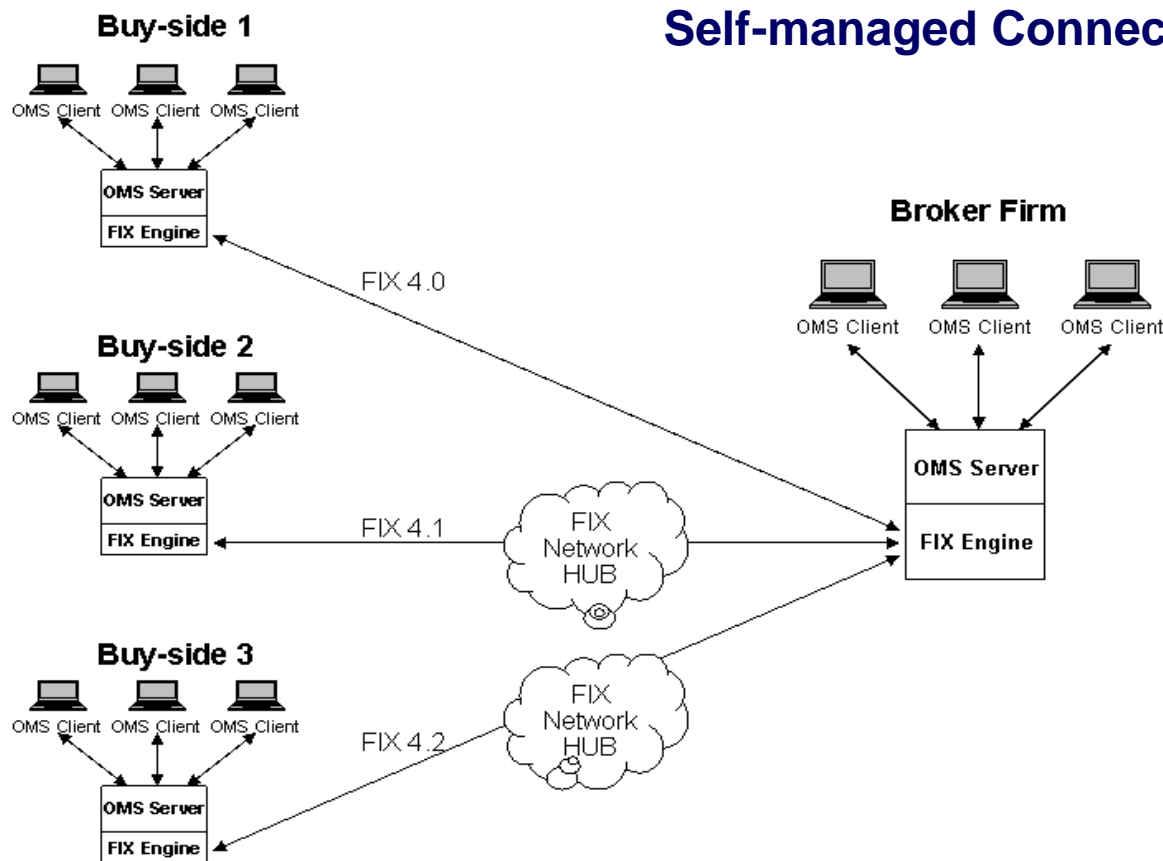 Self-managed Connec
Buy-side 1
OMS Client OMS Client OMS Client
OMS Server
FIX Engine
FIX 4.0
Broker Firm
OMS Client OMS Client OMS Client
OMS Server
FIX Engine
Buy-side 2
OMS Client OMS Client OMS Client
OMS Server
FIX Engine
FIX 4.1
FIX
Network
HUB
Buy-side 3
OMS Client OMS Client OMS Client
OMS Server
FIX Engine
FIX 4.2
FIX
Network
HUB